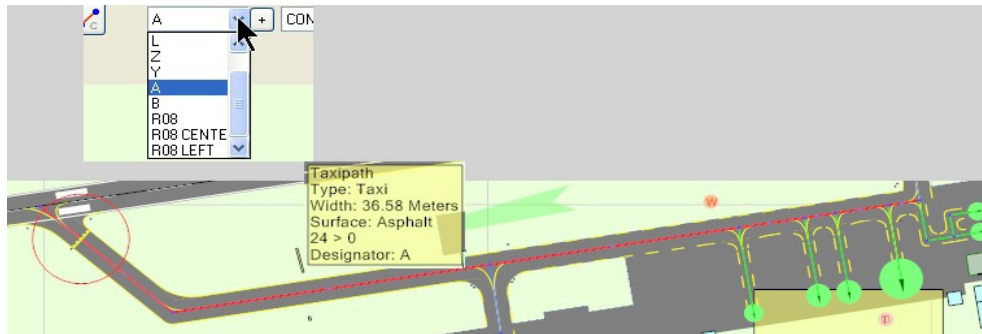 C
A
+
CON
L
Z
Y
A
B
R08
R08 CENTE
R08 LEFT
Taxipath
Type: Taxi
Width: 36.58 Meters
Surface: Asphalt
24 > 0
Designator: A
W
T